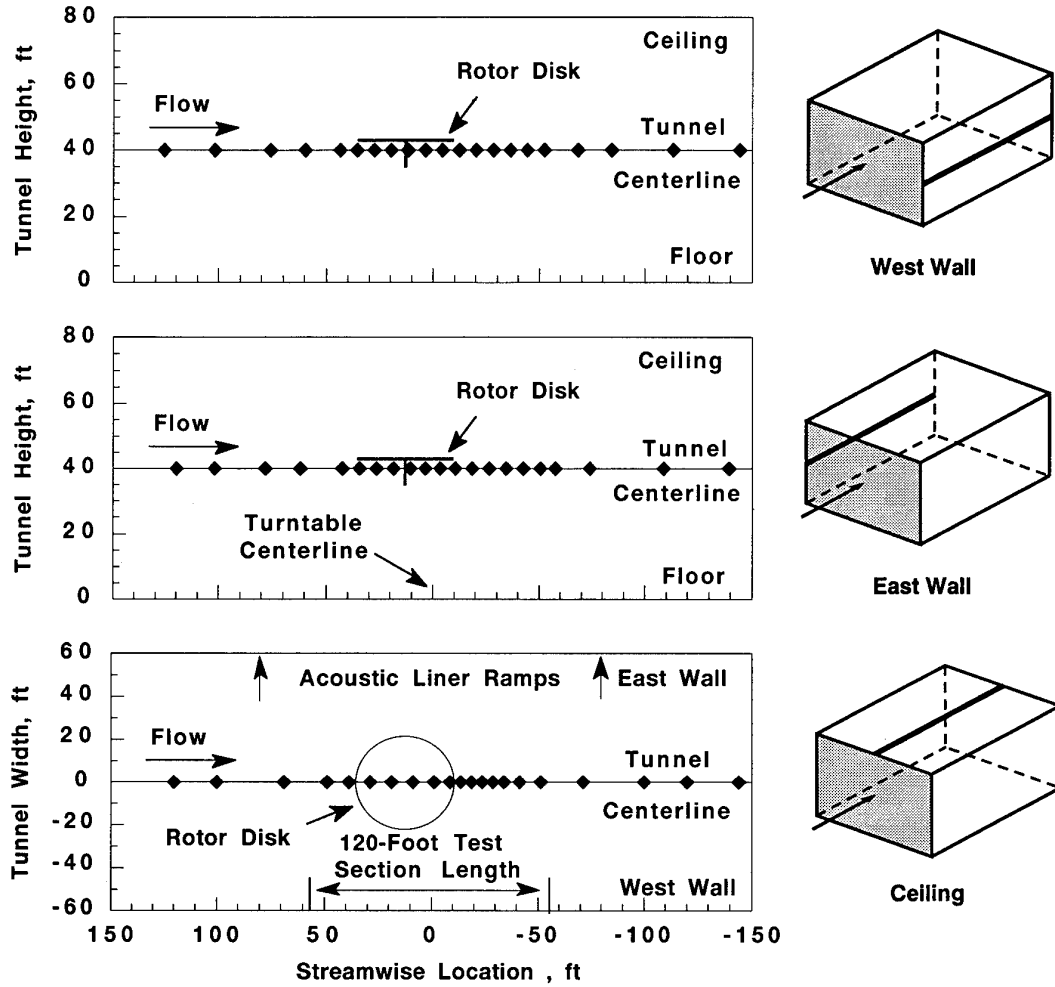 Tunnel Height, ft
80
60
40
20
0
Ceiling
Rotor Disk
Flow
Tunnel
Centerline
Floor
West Wall
Tunnel Height, ft
80
60
40
20
0
Ceiling
Rotor Disk
Flow
Tunnel
Centerline
Turntable
Centerline
Floor
East Wall
Tunnel Width, ft
60
40
20
0
-20
-40
-60
Acoustic Liner Ramps
East Wall
Flow
Tunnel
Centerline
Rotor Disk
120-Foot Test
Section Length
West Wall
Ceiling
150 100 50 0 -50 -100 -150
Streamwise Location , ft